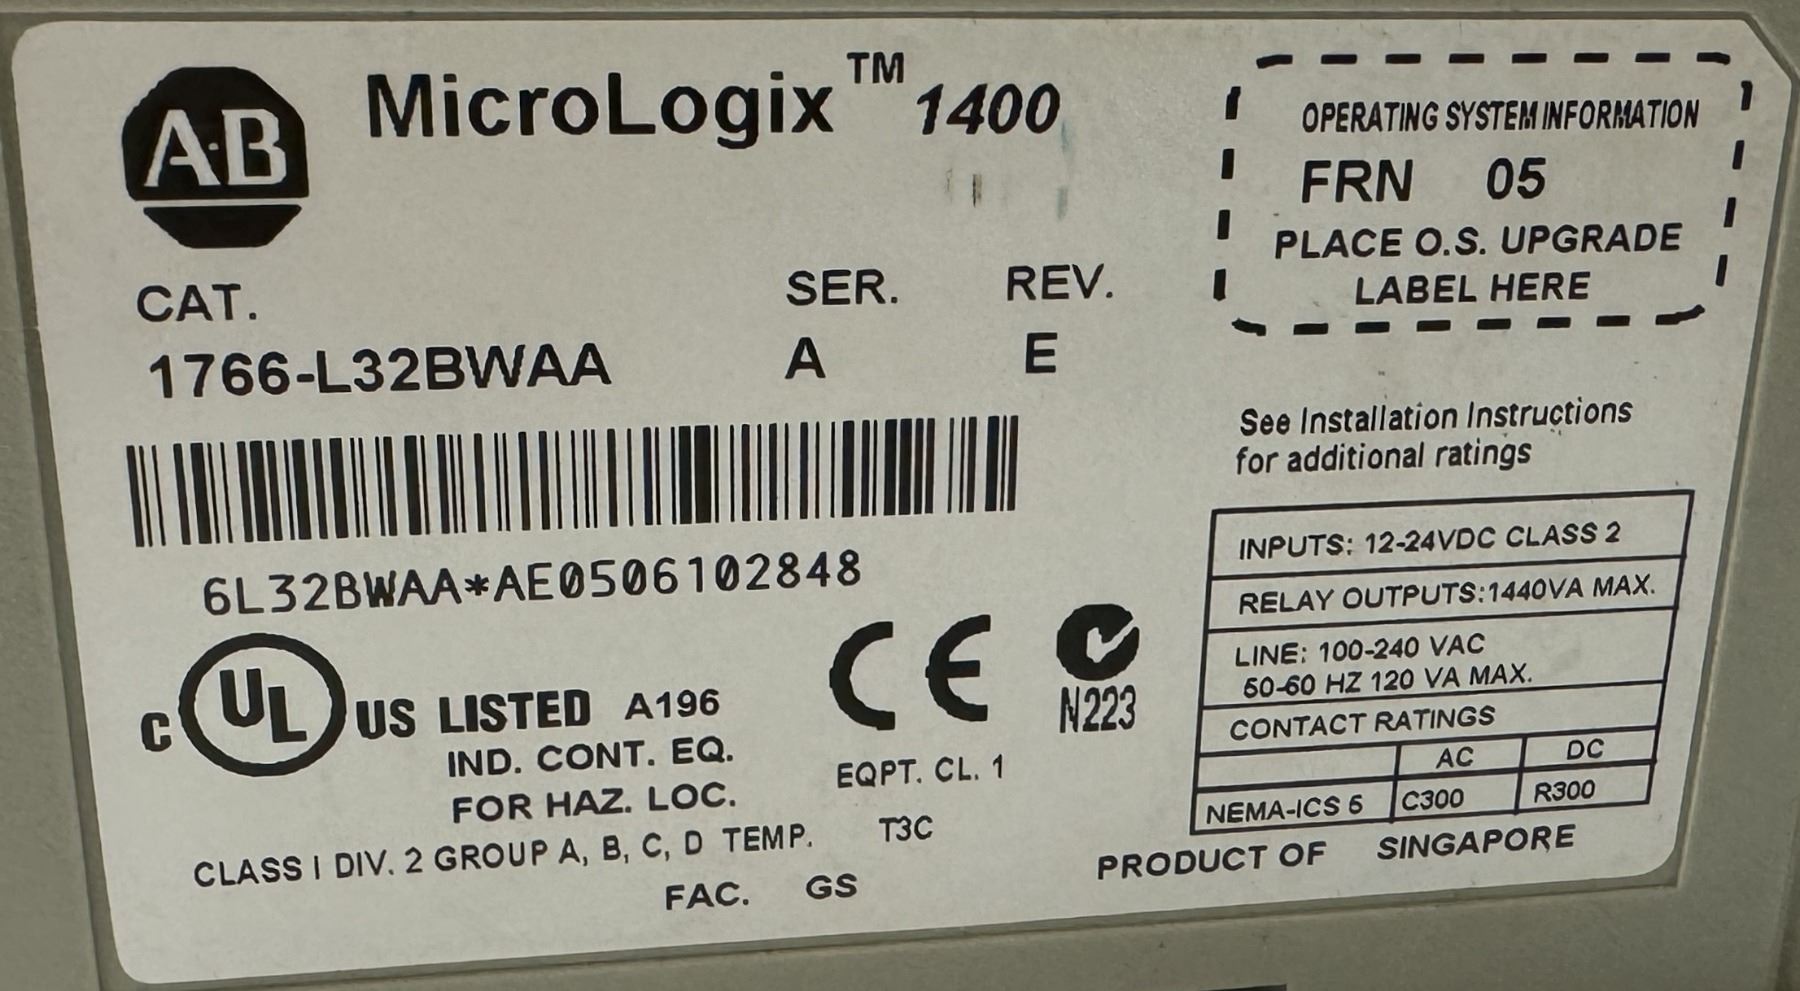 A·B
MicroLogix™ 1400
OPERATING SYSTEM INFORMATION
FRN 05
PLACE O.S. UPGRADE
LABEL HERE
CAT. SER. REV.
1766-L32BWAA A E
See Installation Instructions
for additional ratings
6L32BWAA*AE0506102848
INPUTS: 12-24VDC CLASS 2
RELAY OUTPUTS:1440VA MAX.
LINE: 100-240 VAC
50-60 HZ 120 VA MAX.
CONTACT RATINGS
AC DC
NEMA-ICS 5 C300 R300
C UL US LISTED A196
IND. CONT. EQ.
FOR HAZ. LOC.
CLASS I DIV. 2 GROUP A, B, C, D TEMP. T3C
FAC. GS
CE
EQPT. CL. 1
N223
PRODUCT OF SINGAPORE